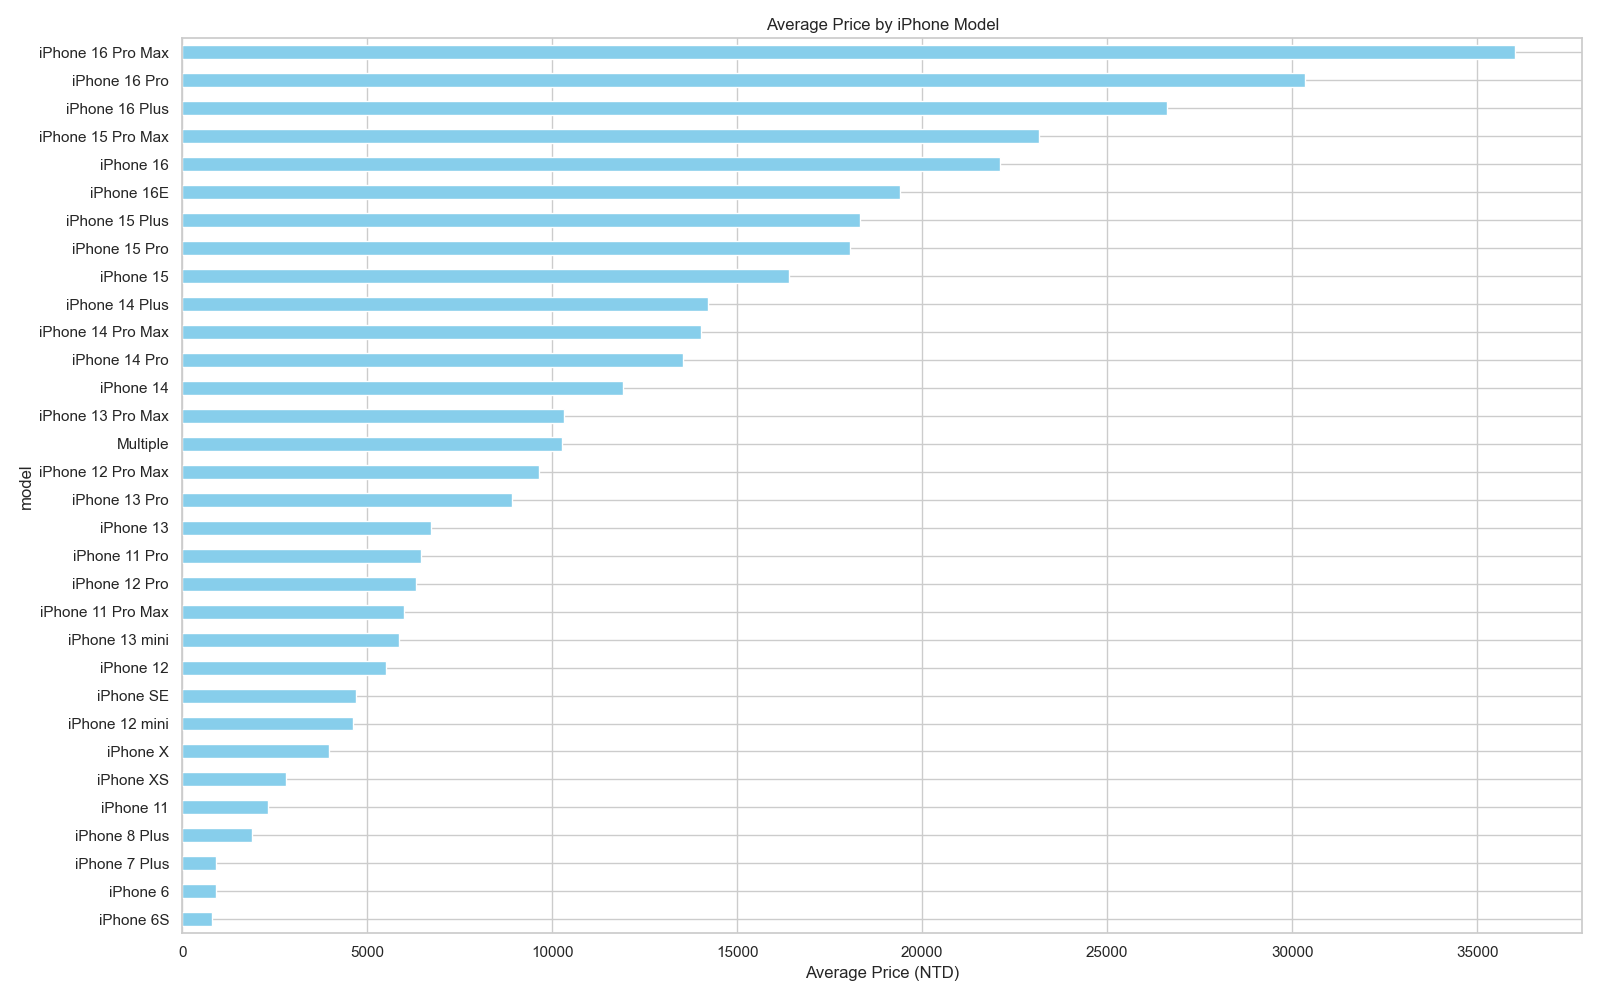 Average Price by iPhone Model
iPhone 16 Pro Max
iPhone 16 Pro
iPhone 16 Plus
iPhone 15 Pro Max
iPhone 16
iPhone 16E
iPhone 15 Plus
iPhone 15 Pro
iPhone 15
iPhone 14 Plus
iPhone 14 Pro Max
iPhone 14 Pro
iPhone 14
iPhone 13 Pro Max
Multiple
iPhone 12 Pro Max
iPhone 13 Pro
iPhone 13
iPhone 11 Pro
iPhone 12 Pro
iPhone 11 Pro Max
iPhone 13 mini
iPhone 12
iPhone SE
iPhone 12 mini
iPhone X
iPhone XS
iPhone 11
iPhone 8 Plus
iPhone 7 Plus
iPhone 6
iPhone 6S
model
0 5000 10000 15000 20000 25000 30000 35000
Average Price (NTD)